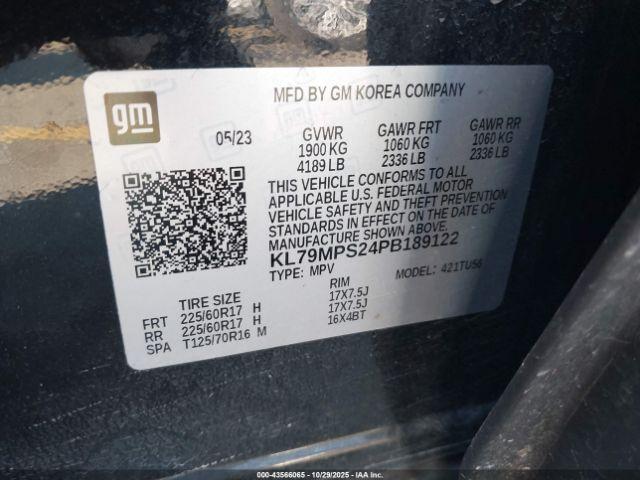 gm
MFD BY GM KOREA COMPANY
05/23 GVWR GAWR FRT GAWR RR
1900 KG 1060 KG 1060 KG
4189 LB 2336 LB 2336 LB
THIS VEHICLE CONFORMS TO ALL
APPLICABLE U.S. FEDERAL MOTOR
VEHICLE SAFETY AND THEFT PREVENTION
STANDARDS IN EFFECT ON THE DATE OF
MANUFACTURE SHOWN ABOVE.
KL79MPS24PB189122
TYPE: MPV MODEL: 421TU56
TIRE SIZE RIM
FRT 225/60R17 H 17X7.5J
RR 225/60R17 H 17X7.5J
SPA T125/70R16 M 16X4BT
00-43566065 - 10/29/2025 - IAAI.COM